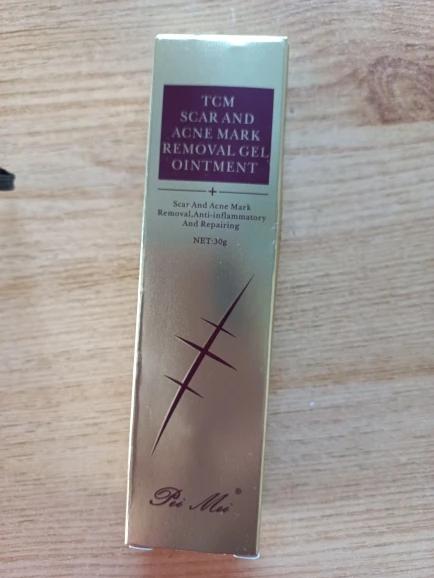 TCM
SCAR AND
ACNE MARK
REMOVAL GEL
OINTMENT
Scar And Acne Mark
Removal,Anti-inflammatory
And Repairing
NET:30g
Pei Mei®